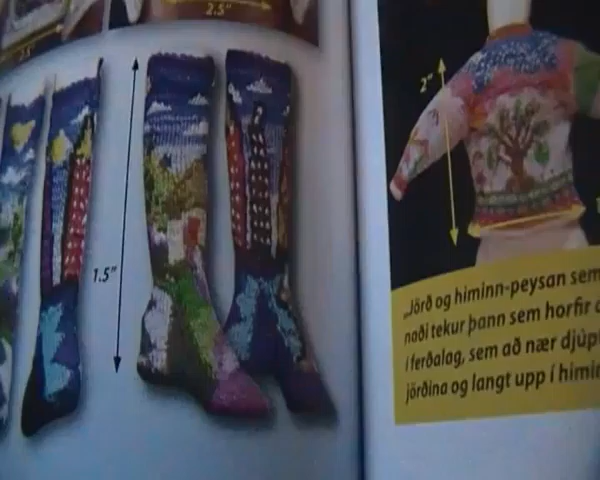 2.5"
1.5"
2"
„Jörð og himinn-peysan sem
naði tekur þann sem horfir
í ferðalag, sem að nær djúpt
jörðina og langt upp í himi